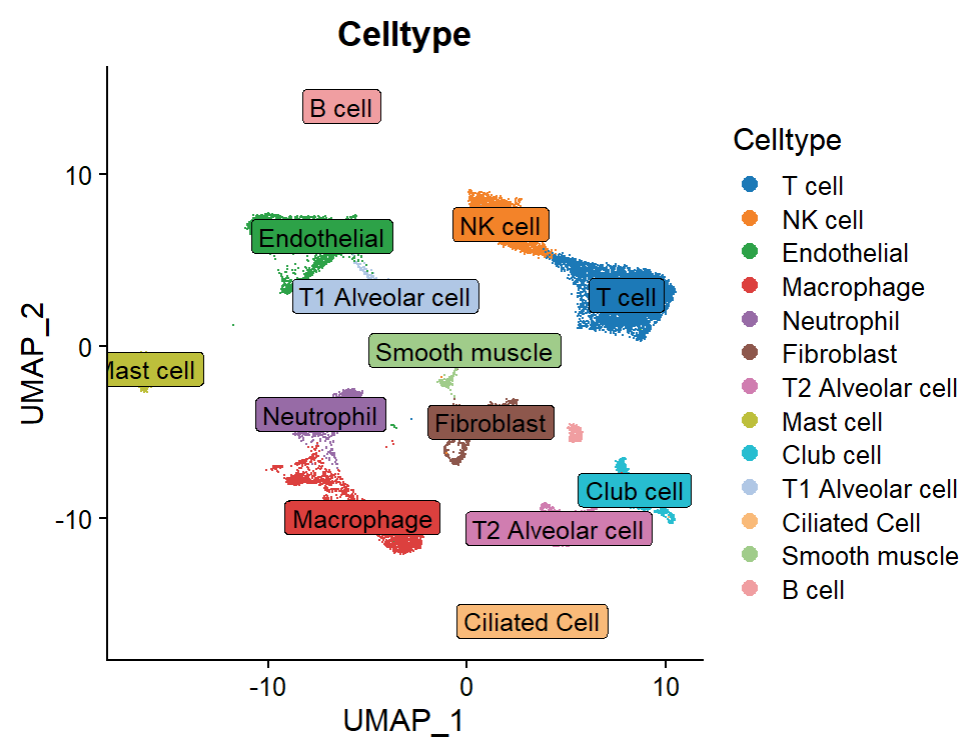 Celltype
B cell
NK cell
Endothelial
T1 Alveolar cell
T cell
Smooth muscle
Mast cell
Neutrophil
Fibroblast
Club cell
Macrophage
T2 Alveolar cell
Ciliated Cell
10
0
-10
UMAP_2
-10
0
10
UMAP_1
Celltype
T cell
NK cell
Endothelial
Macrophage
Neutrophil
Fibroblast
T2 Alveolar cell
Mast cell
Club cell
T1 Alveolar cell
Ciliated Cell
Smooth muscle
B cell